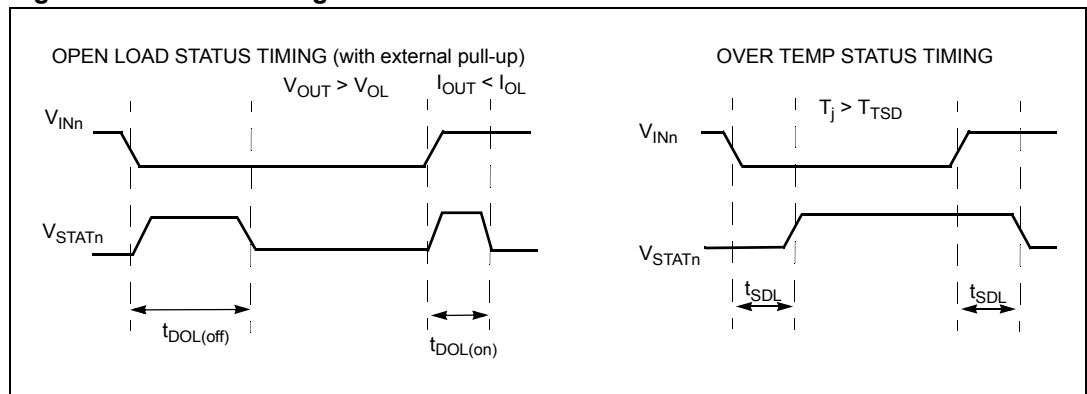 OPEN LOAD STATUS TIMING (with external pull-up)
V_OUT > V_OL
I_OUT < I_OL
V_INn
V_STATn
t_DOL(off)
t_DOL(on)
OVER TEMP STATUS TIMING
T_j > T_TSD
V_INn
V_STATn
t_SDL
t_SDL